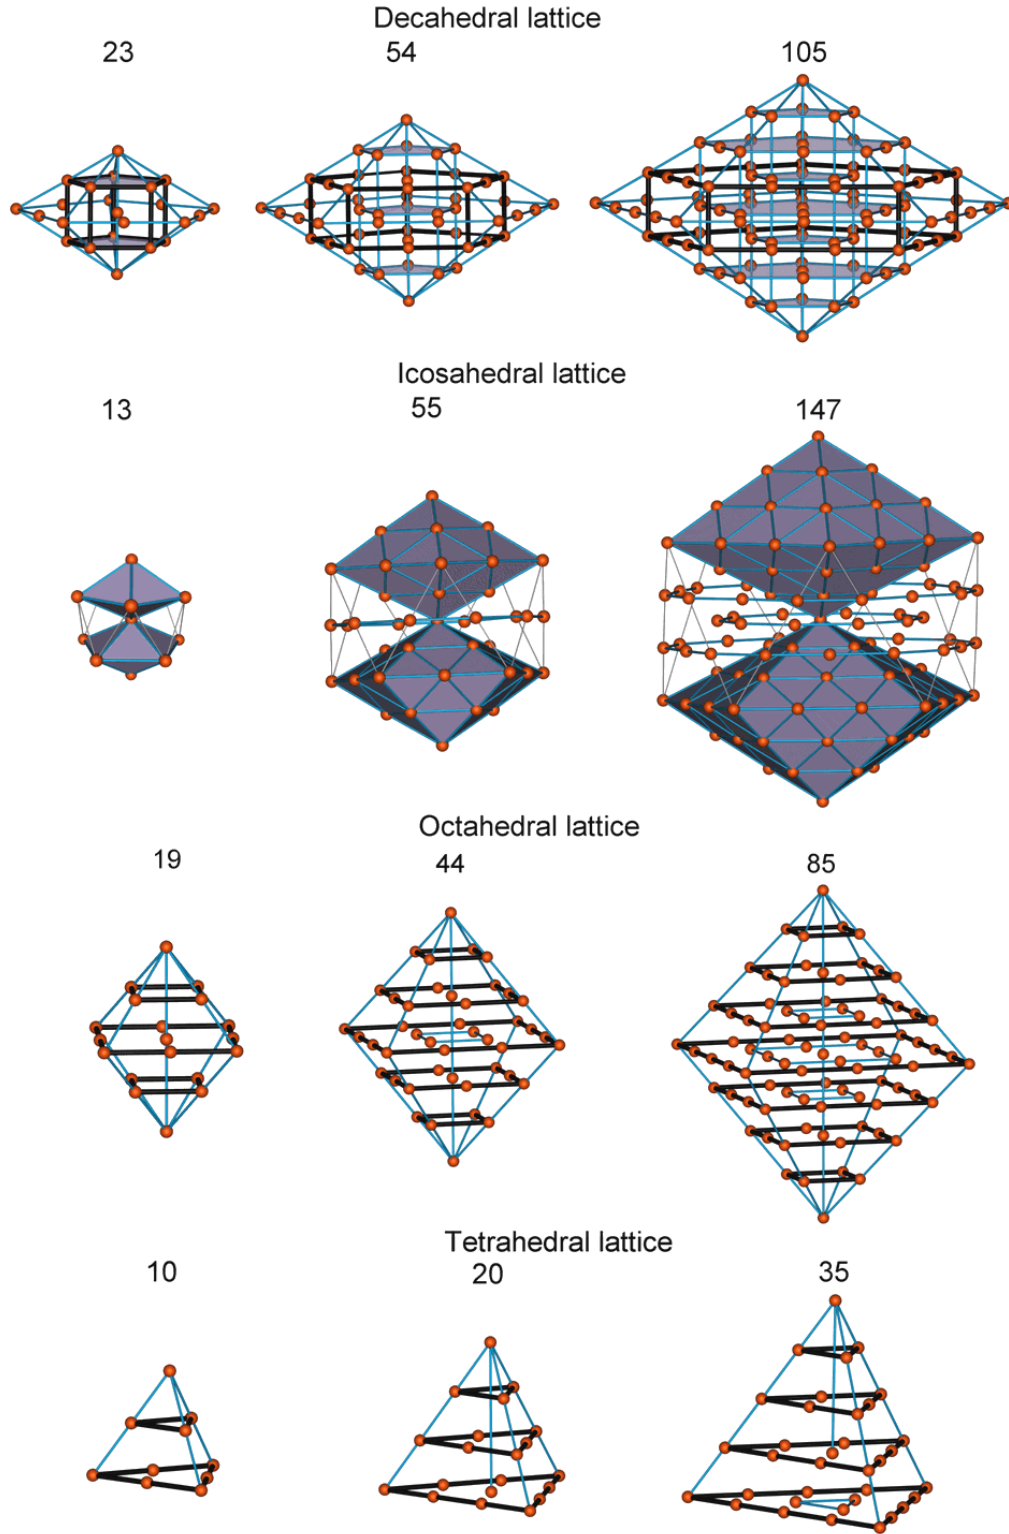 Decahedral lattice
23 54 105
Icosahedral lattice
13 55 147
Octahedral lattice
19 44 85
Tetrahedral lattice
10 20 35